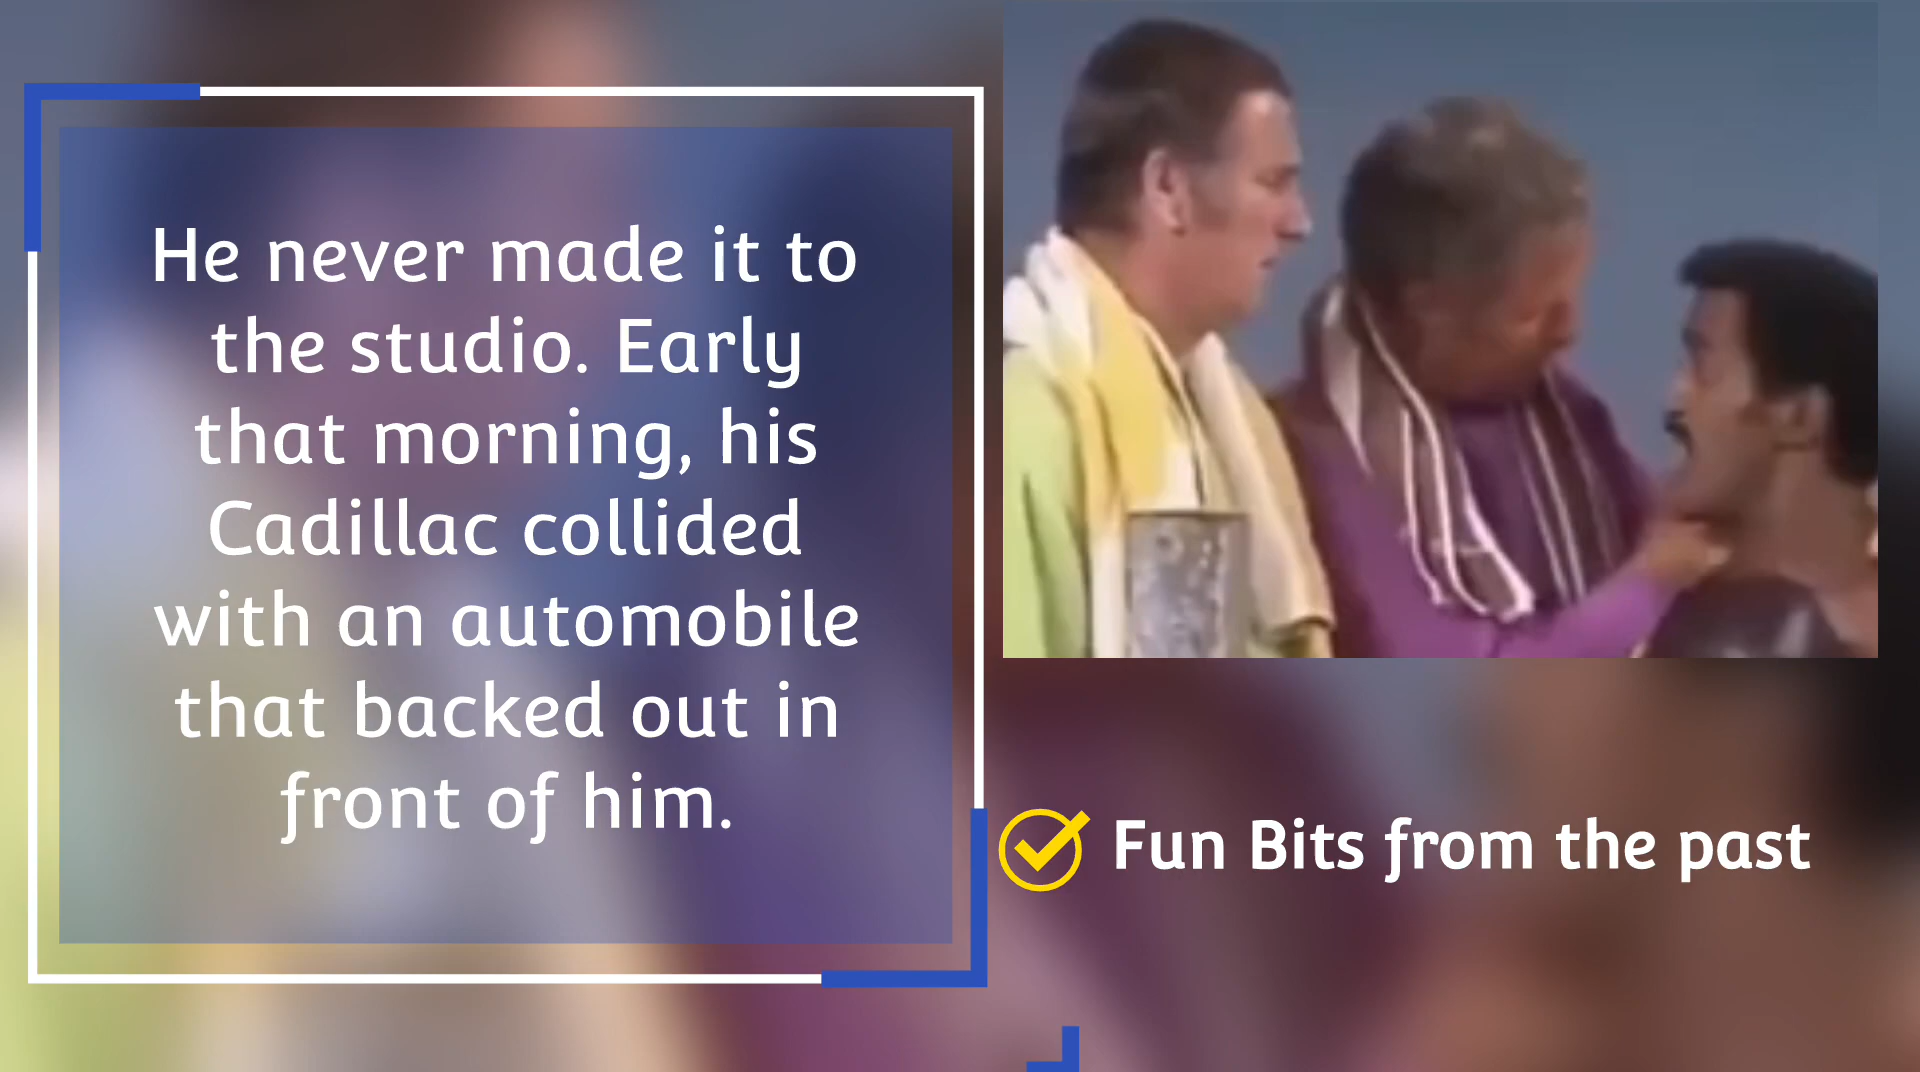 He never made it to
the studio. Early
that morning, his
Cadillac collided
with an automobile
that backed out in
front of him.
Fun Bits from the past